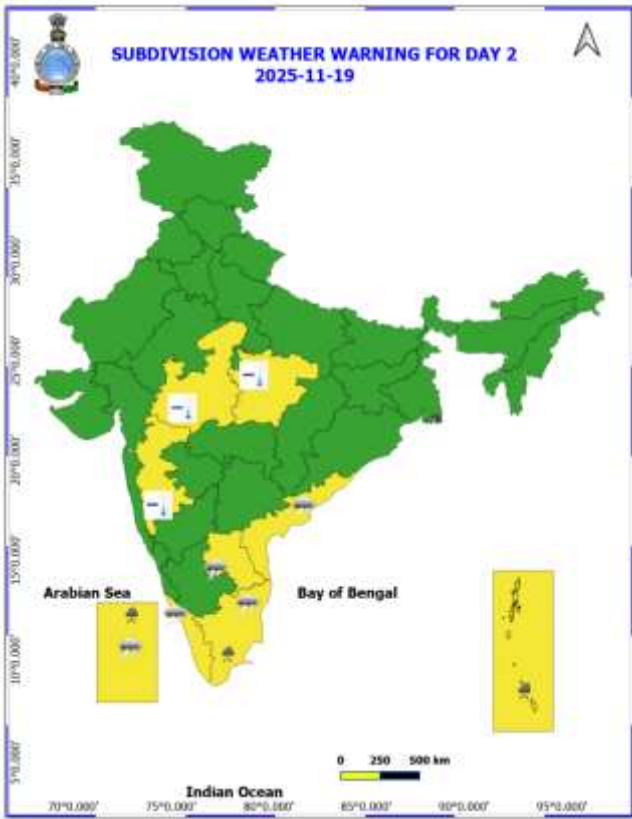 SUBDIVISION WEATHER WARNING FOR DAY 2
2025-11-19
40°0.000'
35°0.000'
30°0.000'
25°0.000'
20°0.000'
15°0.000'
10°0.000'
5°0.000'
Arabian Sea
Bay of Bengal
0 250 500 km
Indian Ocean
70°0.000' 75°0.000' 80°0.000' 85°0.000' 90°0.000' 95°0.000'